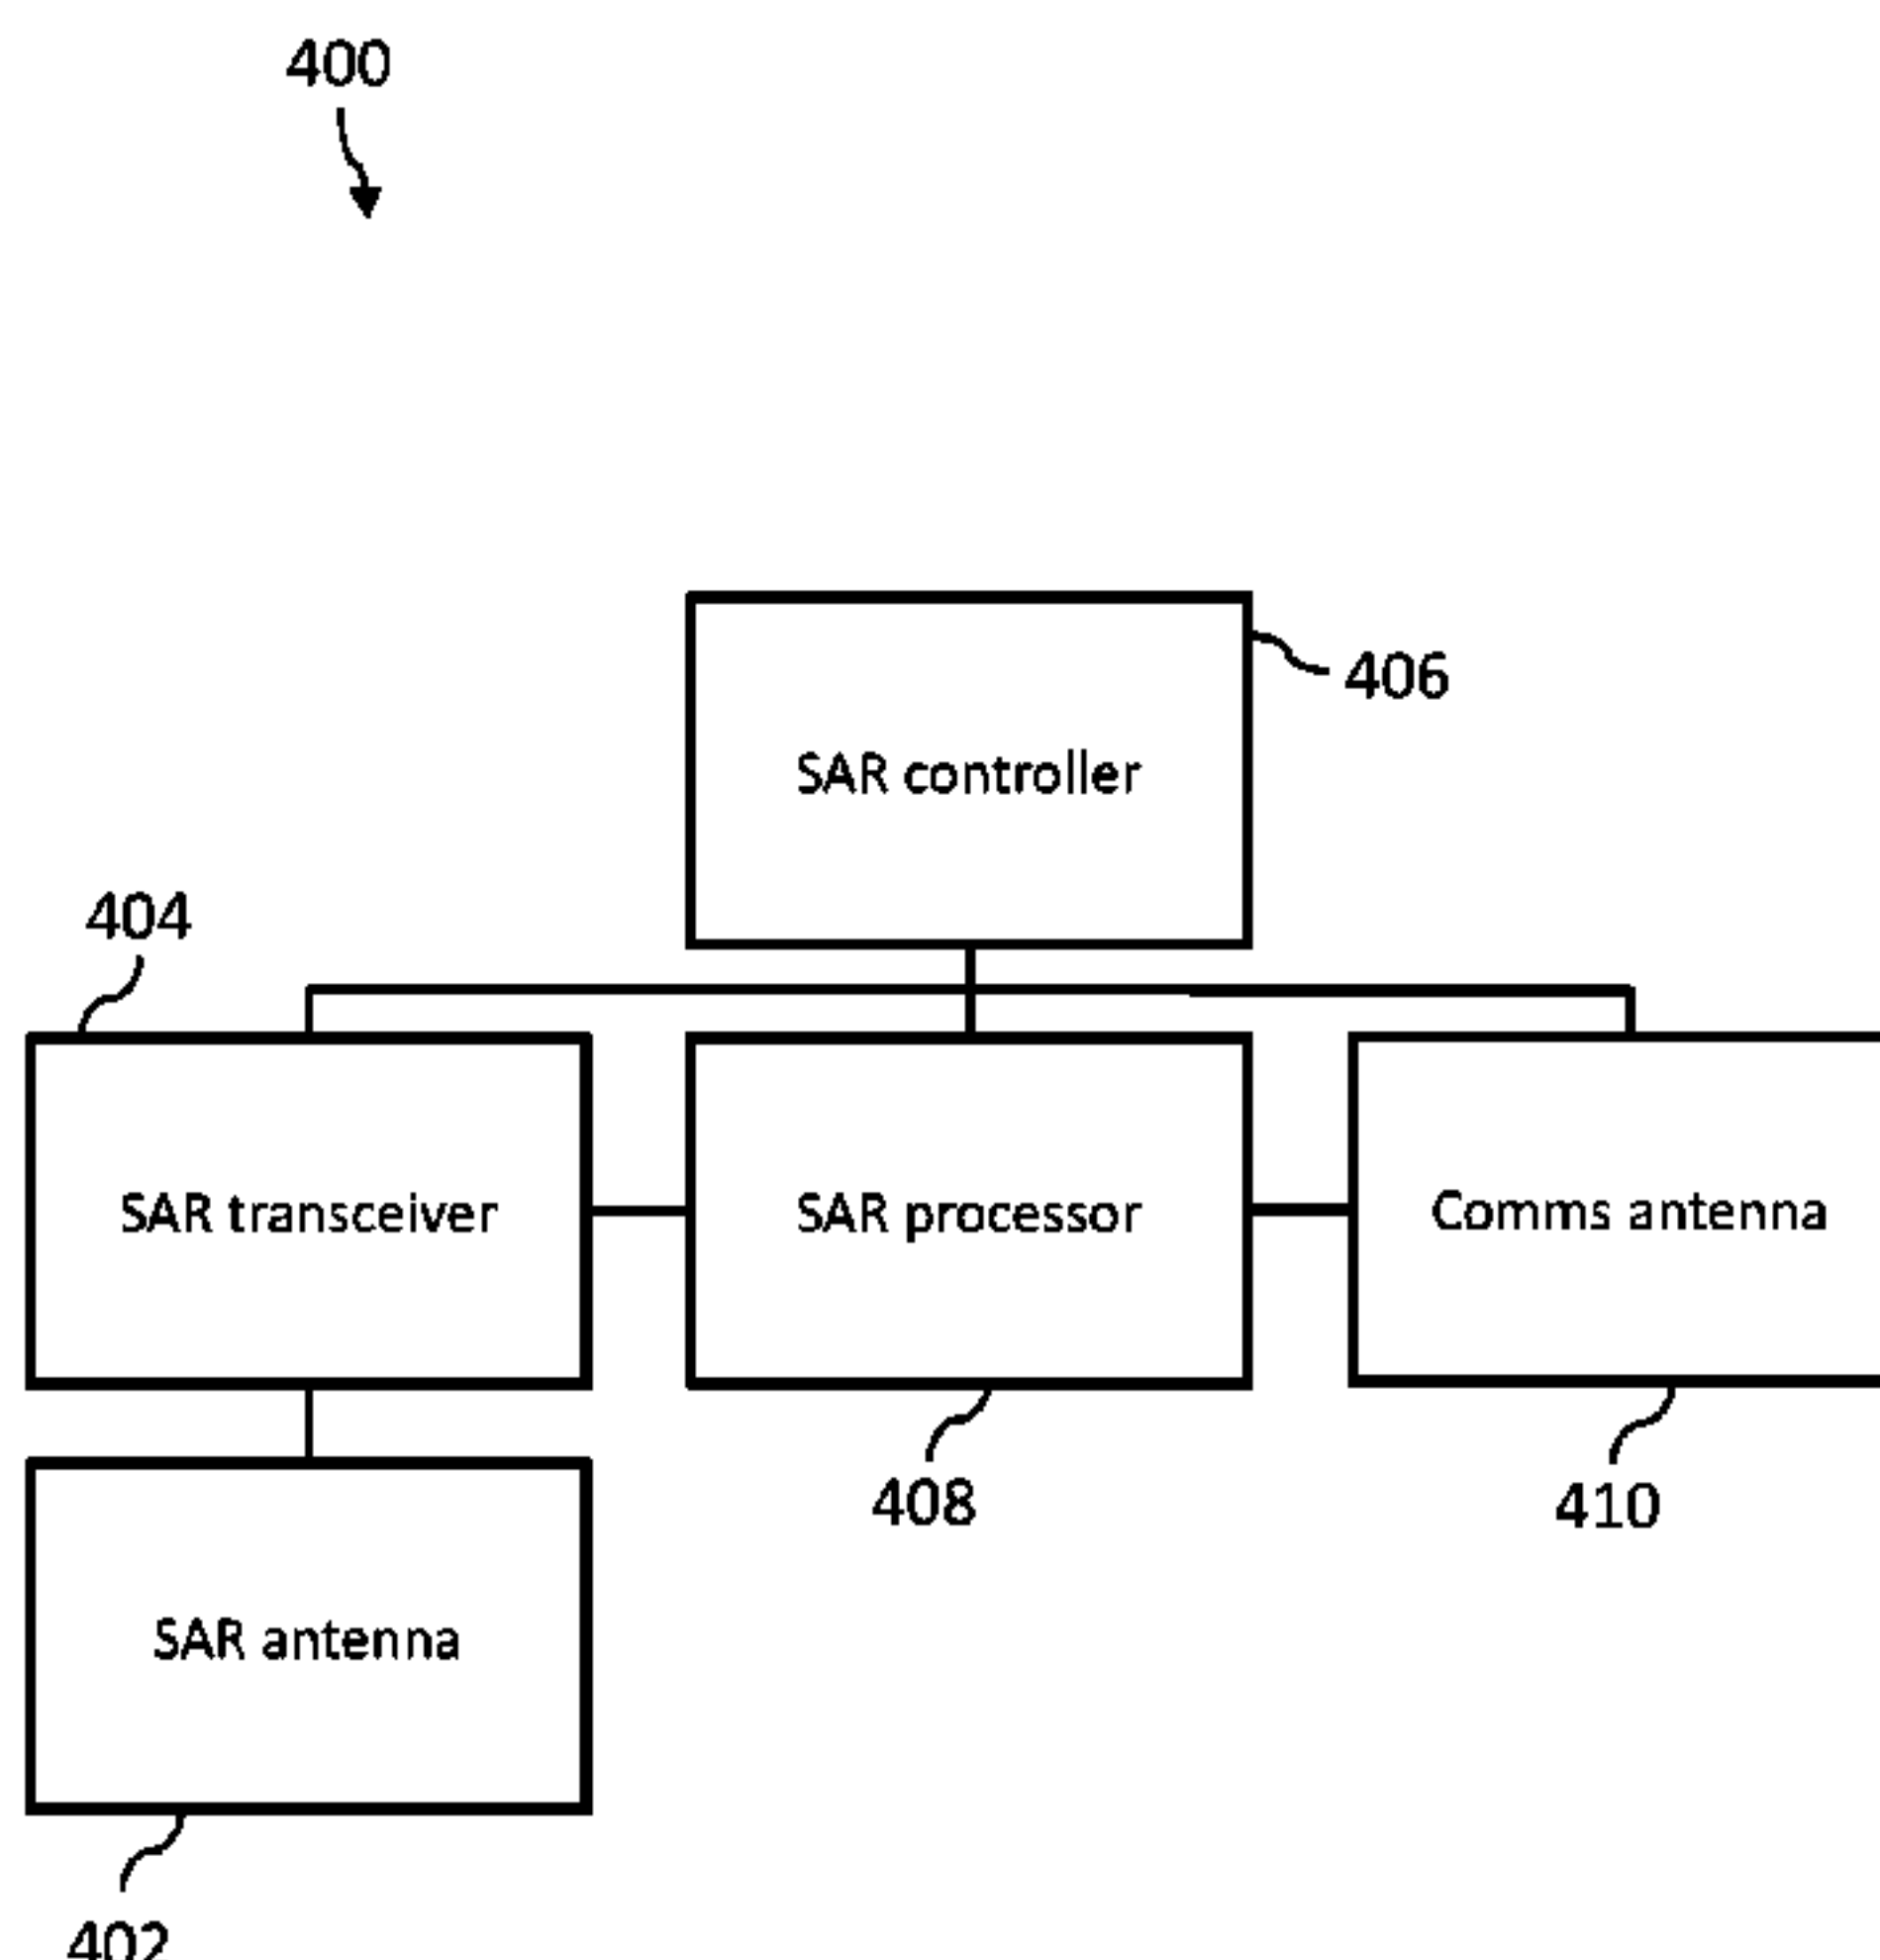 400
SAR controller
406
404
SAR transceiver
SAR processor
Comms antenna
408
410
SAR antenna
402